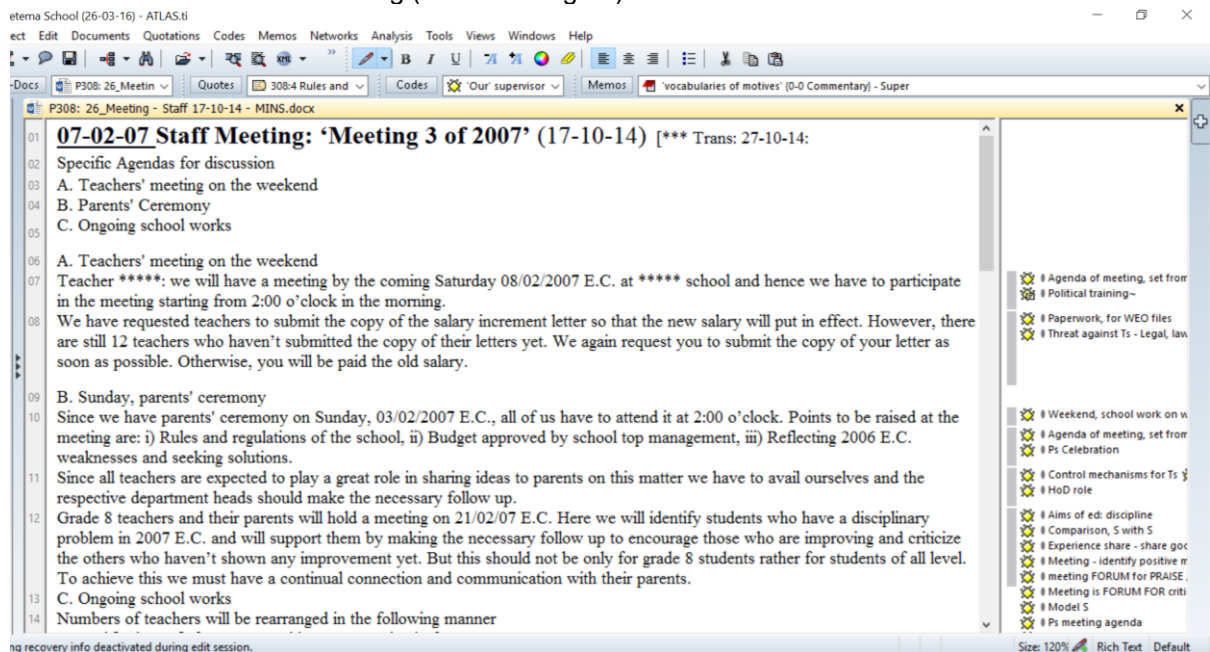 etema School (26-03-16) - ATLAS.ti
ect Edit Documents Quotations Codes Memos Networks Analysis Tools Views Windows Help
B I U
-Docs P308: 26_Meetin Quotes 308:4 Rules and Codes 'Our' supervisor Memos 'vocabularies of motives' {0-0 Commentary} - Super
P308: 26_Meeting - Staff 17-10-14 - MINS.docx
01 07-02-07 Staff Meeting: ‘Meeting 3 of 2007’ (17-10-14) [*** Trans: 27-10-14:
02 Specific Agendas for discussion
03 A. Teachers' meeting on the weekend
04 B. Parents' Ceremony
05 C. Ongoing school works
06 A. Teachers' meeting on the weekend
07 Teacher *****: we will have a meeting by the coming Saturday 08/02/2007 E.C. at ***** school and hence we have to participate
in the meeting starting from 2:00 o’clock in the morning.
08 We have requested teachers to submit the copy of the salary increment letter so that the new salary will put in effect. However, there
are still 12 teachers who haven’t submitted the copy of their letters yet. We again request you to submit the copy of your letter as
soon as possible. Otherwise, you will be paid the old salary.
09 B. Sunday, parents' ceremony
10 Since we have parents' ceremony on Sunday, 03/02/2007 E.C., all of us have to attend it at 2:00 o’clock. Points to be raised at the
meeting are: i) Rules and regulations of the school, ii) Budget approved by school top management, iii) Reflecting 2006 E.C.
weaknesses and seeking solutions.
11 Since all teachers are expected to play a great role in sharing ideas to parents on this matter we have to avail ourselves and the
respective department heads should make the necessary follow up.
12 Grade 8 teachers and their parents will hold a meeting on 21/02/07 E.C. Here we will identify students who have a disciplinary
problem in 2007 E.C. and will support them by making the necessary follow up to encourage those who are improving and criticize
the others who haven’t shown any improvement yet. But this should not be only for grade 8 students rather for students of all level.
To achieve this we must have a continual connection and communication with their parents.
13 C. Ongoing school works
14 Numbers of teachers will be rearranged in the following manner
Agenda of meeting, set from
Political training~
Paperwork, for WEO files
Threat against Ts - Legal, law
Weekend, school work on w
Agenda of meeting, set from
Ps Celebration
Control mechanisms for Ts
HoD role
Aims of ed: discipline
Comparison, S with S
Experience share - share goo
Meeting - identify positive m
meeting FORUM for PRAISE,
Meeting is FORUM FOR criti
Model S
Ps meeting agenda
ng recovery info deactivated during edit session.
Size: 120% Rich Text Default